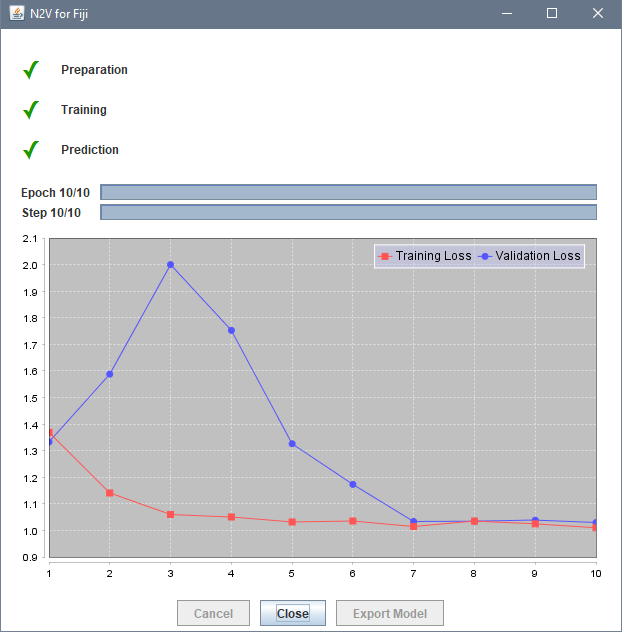 N2V for Fiji
Preparation
Training
Prediction
Epoch 10/10
Step 10/10
Training Loss Validation Loss
2.1
2.0
1.9
1.8
1.7
1.6
1.5
1.4
1.3
1.2
1.1
1.0
0.9
1 2 3 4 5 6 7 8 9 10
Cancel Close Export Model